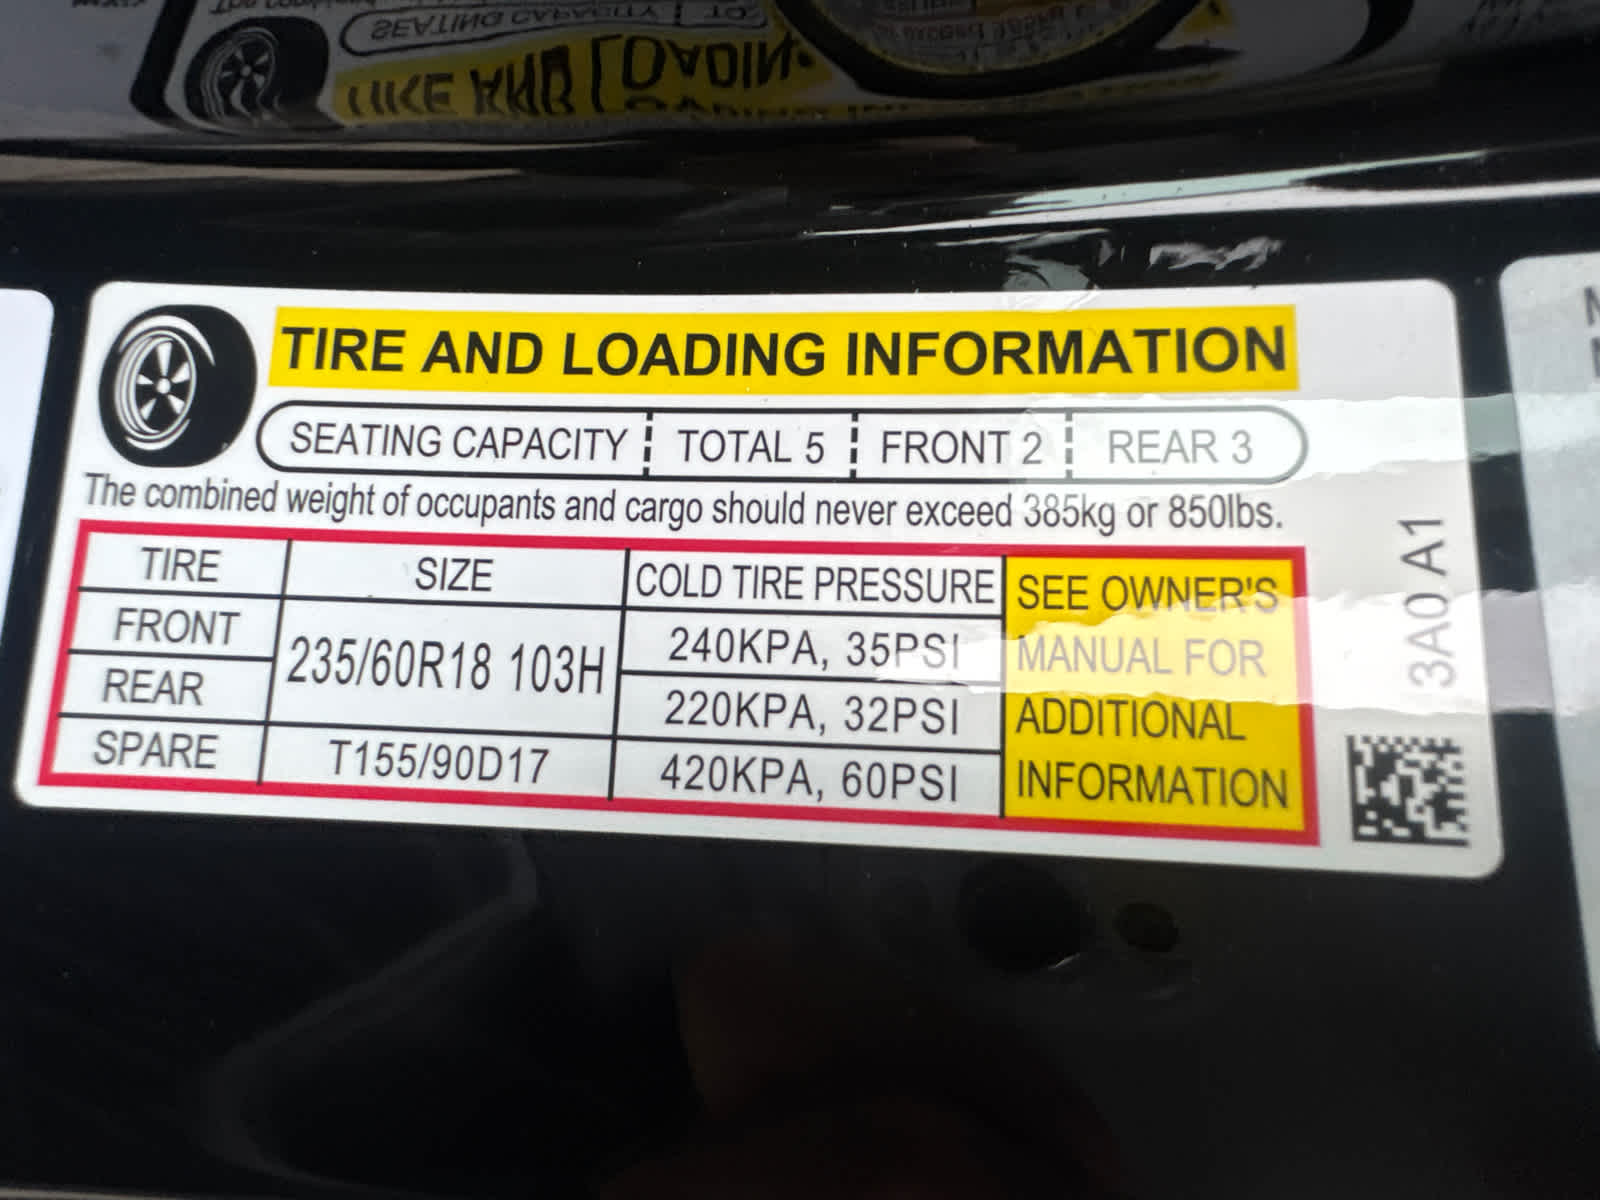 TIRE AND LOADING INFORMATION
SEATING CAPACITY TOTAL 5 FRONT 2 REAR 3
The combined weight of occupants and cargo should never exceed 385kg or 850lbs.
TIRE SIZE COLD TIRE PRESSURE SEE OWNER'S MANUAL FOR ADDITIONAL INFORMATION
FRONT 235/60R18 103H 240KPA, 35PSI
REAR 220KPA, 32PSI
SPARE T155/90D17 420KPA, 60PSI
3A0 A1